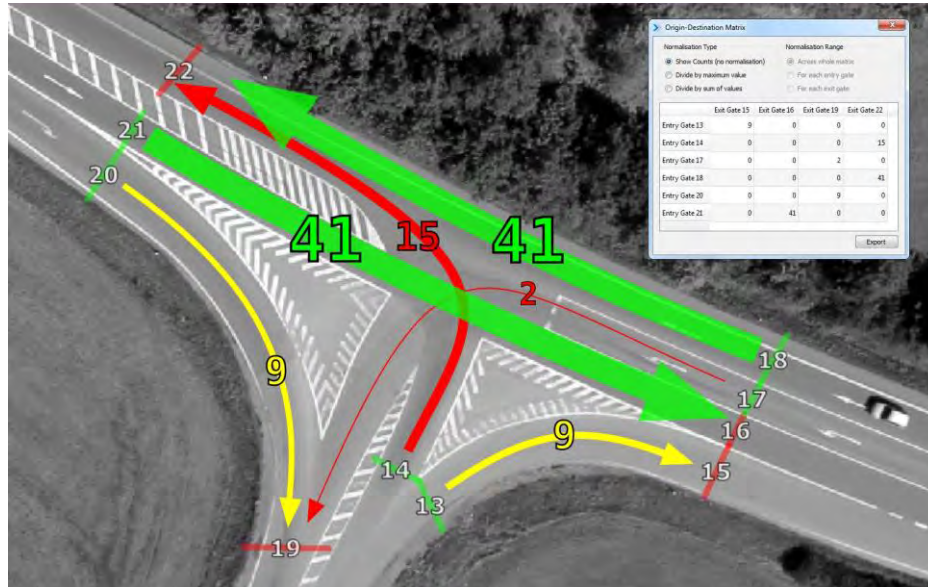 Origin-Destination Matrix
Normalisation Type
Normalisation Range
Show Counts (no normalisation)
Across whole matrix
Divide by maximum value
For each entry gate
Divide by sum of values
For each exit gate
Exit Gate 15 Exit Gate 16 Exit Gate 19 Exit Gate 22
Entry Gate 13 9 0 0 0
Entry Gate 14 0 0 0 15
Entry Gate 17 0 0 2 0
Entry Gate 18 0 0 0 41
Entry Gate 20 0 0 9 0
Entry Gate 21 0 41 0 0
Export
22
21
20
41
15
41
2
18
17
16
15
9
9
14
13
19